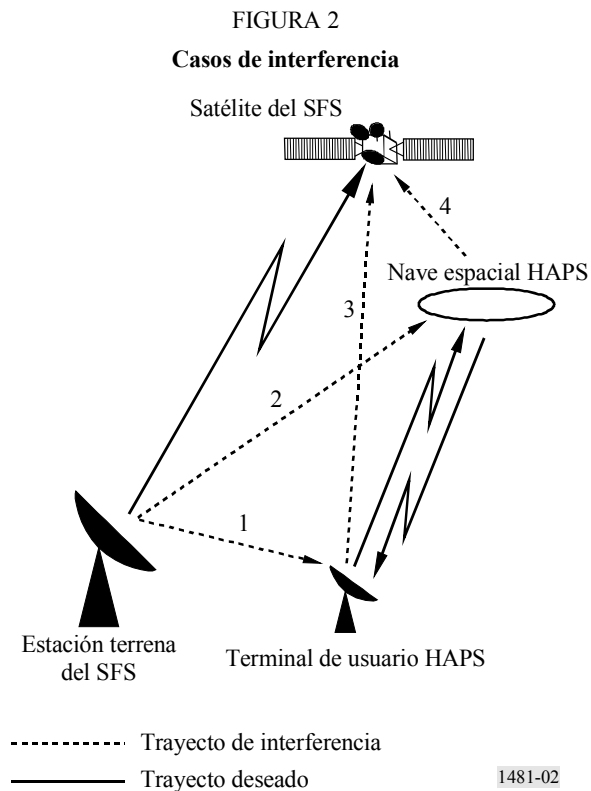 FIGURA 2
Casos de interferencia
Satélite del SFS
4
Nave espacial HAPS
3
2
1
Estación terrena
del SFS
Terminal de usuario HAPS
Trayecto de interferencia
Trayecto deseado
1481-02